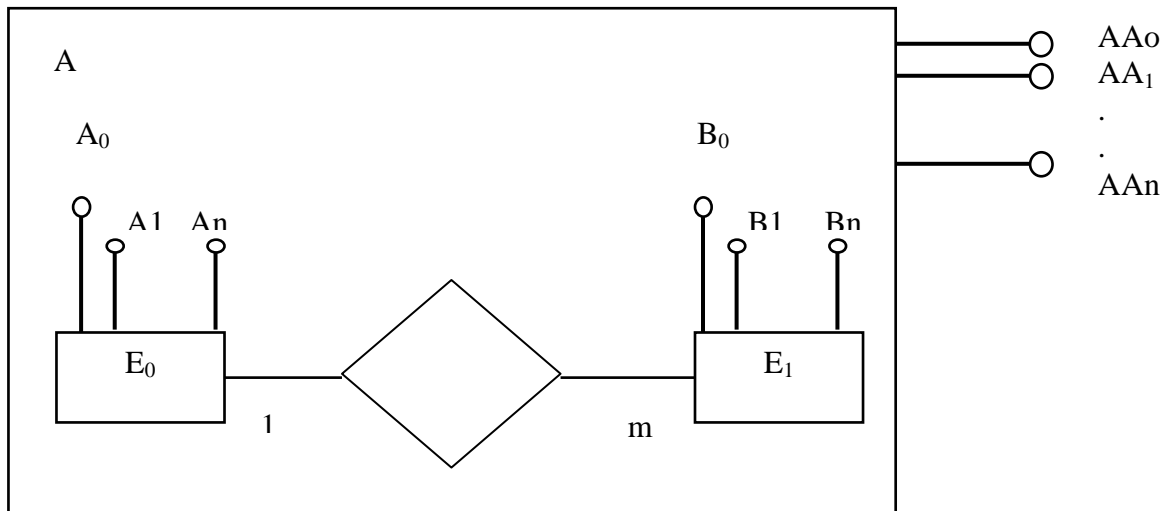 AAo
A
AA₁
.
A₀ B₀
.
AAn
A1 An B1 Bn
E₀ E₁
1 m